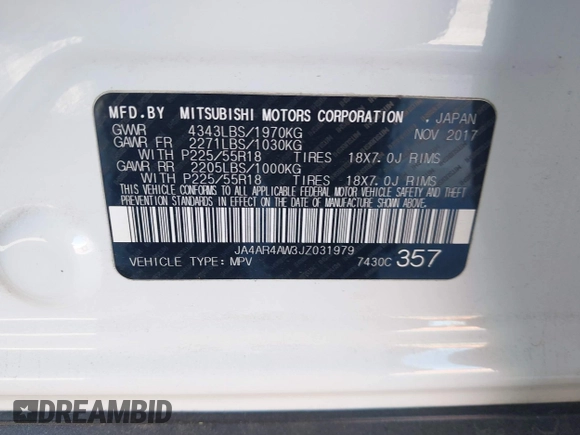 MFD.BY MITSUBISHI MOTORS CORPORATION , JAPAN
GVWR 4343LBS/1970KG NOV 2017
GAWR FR 2271LBS/1030KG
WITH P225/55R18 TIRES 18X7.0J RIMS
GAWR RR 2205LBS/1000KG
WITH P225/55R18 TIRES 18X7.0J RIMS
THIS VEHICLE CONFORMS TO ALL APPLICABLE FEDERAL MOTOR VEHICLE SAFETY AND THEFT
PREVENTION STANDARDS IN EFFECT ON THE DATE OF MANUFACTURE SHOWN ABOVE.
JA4AR4AW3JZ031979
VEHICLE TYPE: MPV 7430C 357
DREAMBID